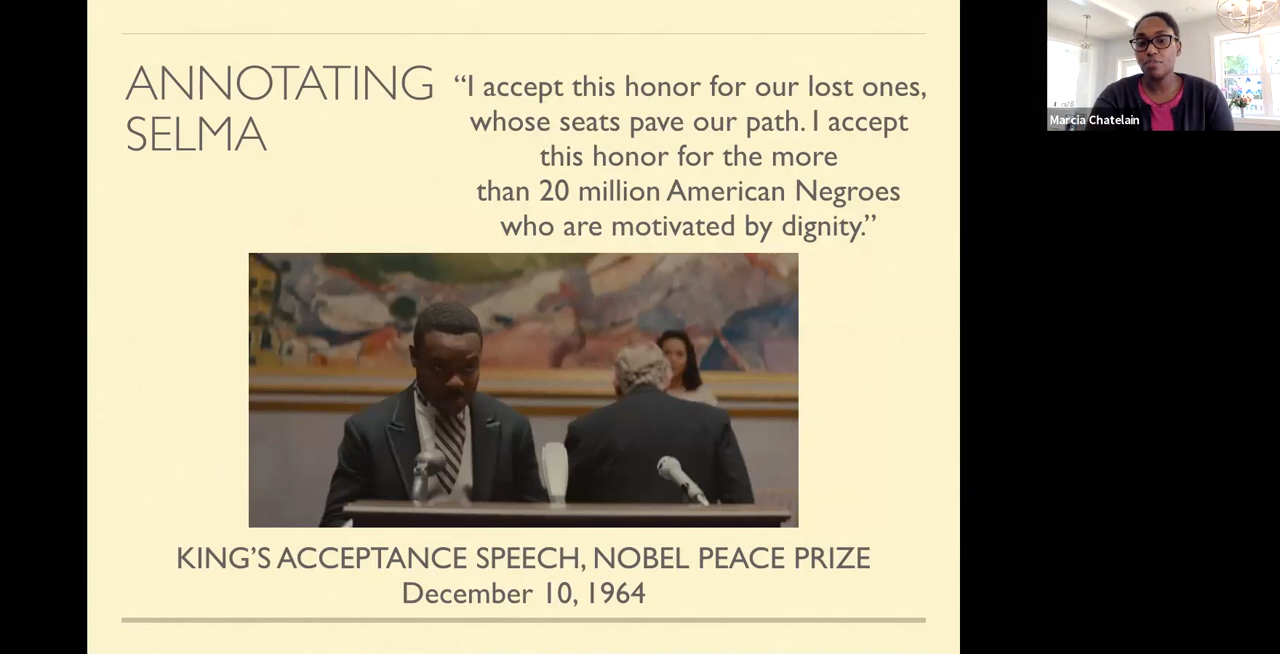 ANNOTATING
SELMA
“I accept this honor for our lost ones,
whose seats pave our path. I accept
this honor for the more
than 20 million American Negroes
who are motivated by dignity.”
KING’S ACCEPTANCE SPEECH, NOBEL PEACE PRIZE
December 10, 1964
Marcia Chatelain